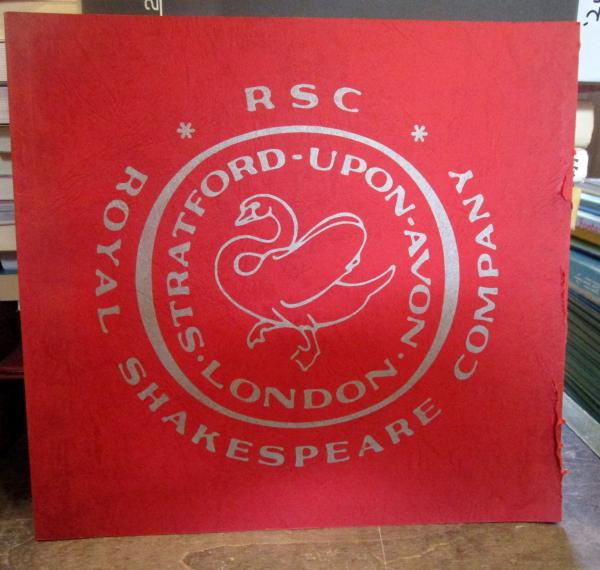 RSC
* ROYAL SHAKESPEARE COMPANY *
STRATFORD-UPON-AVON·
LONDON·